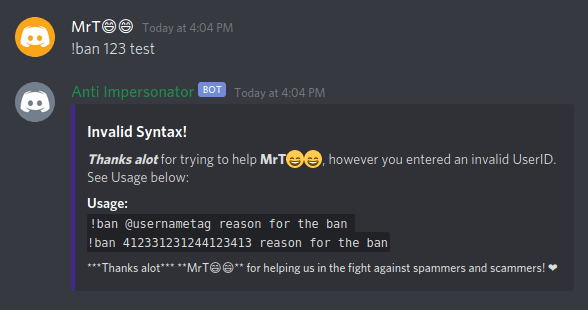 MrT😄😄 Today at 4:04 PM
!ban 123 test
Anti Impersonator BOT Today at 4:04 PM
Invalid Syntax!
Thanks alot for trying to help MrT😄😄, however you entered an invalid UserID.
See Usage below:
Usage:
!ban @usernametag reason for the ban
!ban 412331231244123413 reason for the ban
***Thanks alot*** **MrT😄😄** for helping us in the fight against spammers and scammers! ❤